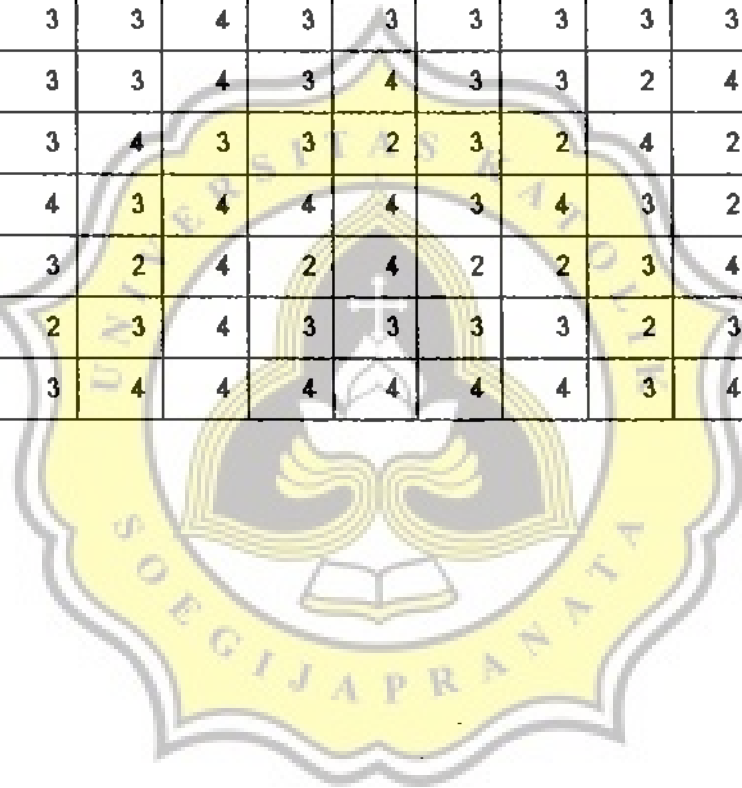 3 3 4 3 3 3 3 3 3
3 3 4 3 4 3 3 2 4
3 4 3 3 2 3 2 4 2
4 3 4 4 4 3 4 3 2
3 2 4 2 4 2 2 3 4
2 3 4 3 3 3 3 2 3
3 4 4 4 4 4 4 3 4
UNIVERSITAS KATOLIK
SOEGIJAPRANATA